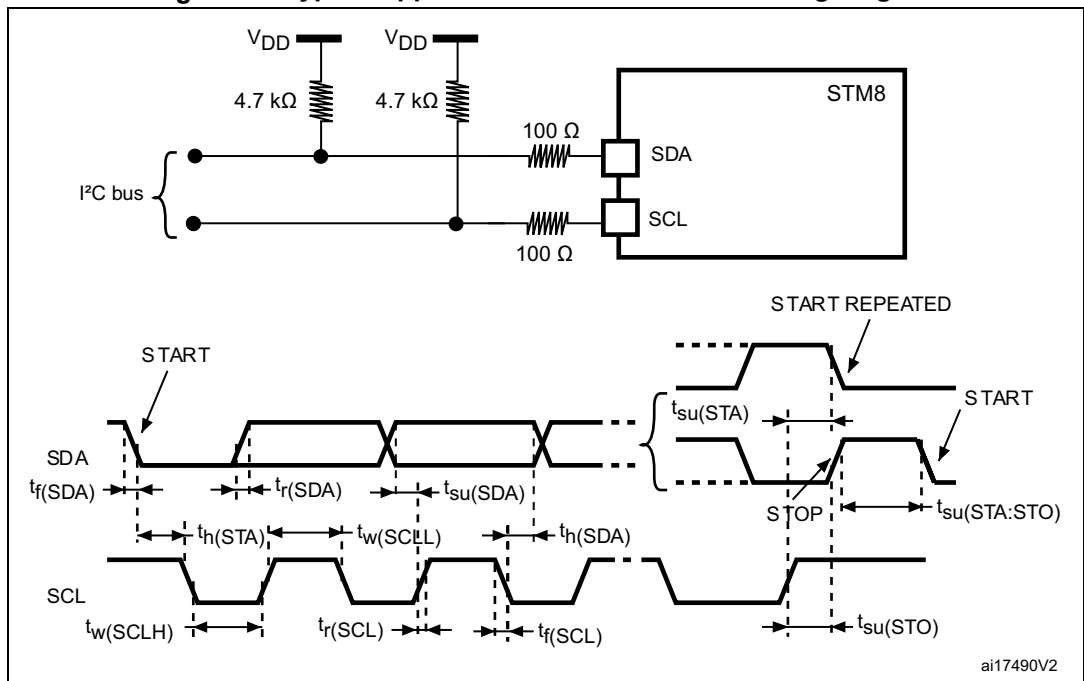 VDD VDD
4.7 kΩ 4.7 kΩ
STM8
100 Ω
SDA
I²C bus
SCL
100 Ω
START REPEATED
START
tsu(STA) START
SDA
tf(SDA) tr(SDA) tsu(SDA) STOP tsu(STA:STO)
th(STA) tw(SCLL) th(SDA)
SCL
tw(SCLH) tr(SCL) tf(SCL) tsu(STO)
ai17490V2